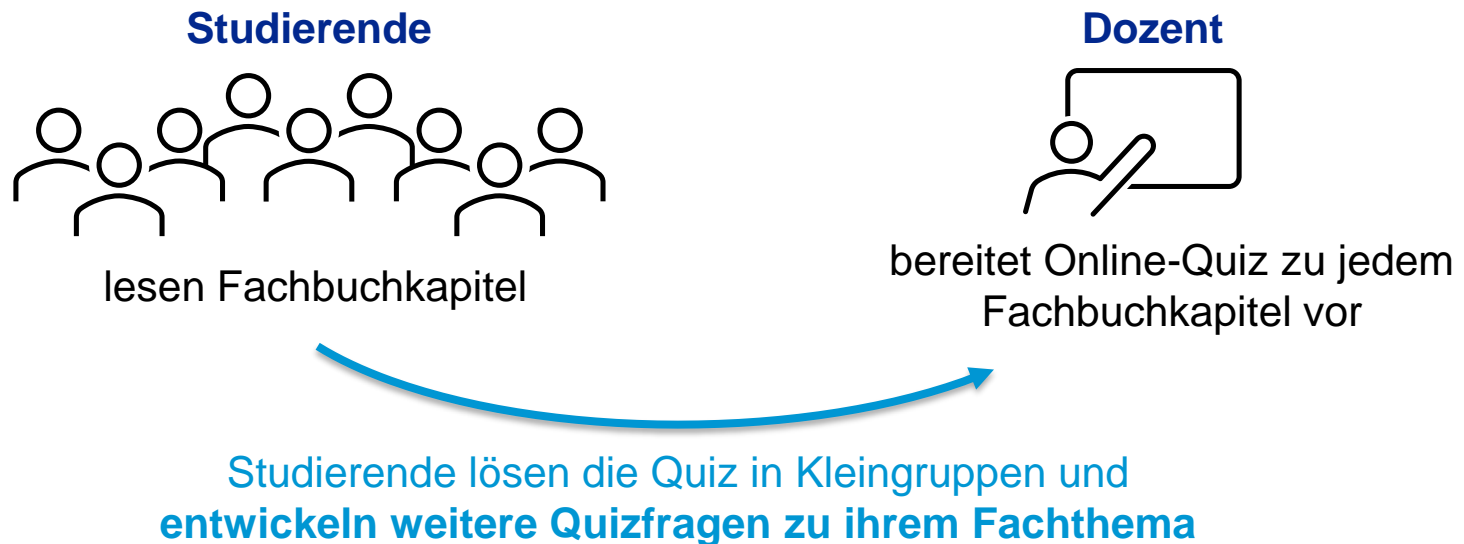 Studierende
Dozent
lesen Fachbuchkapitel
bereitet Online-Quiz zu jedem
Fachbuchkapitel vor
Studierende lösen die Quiz in Kleingruppen und
entwickeln weitere Quizfragen zu ihrem Fachthema